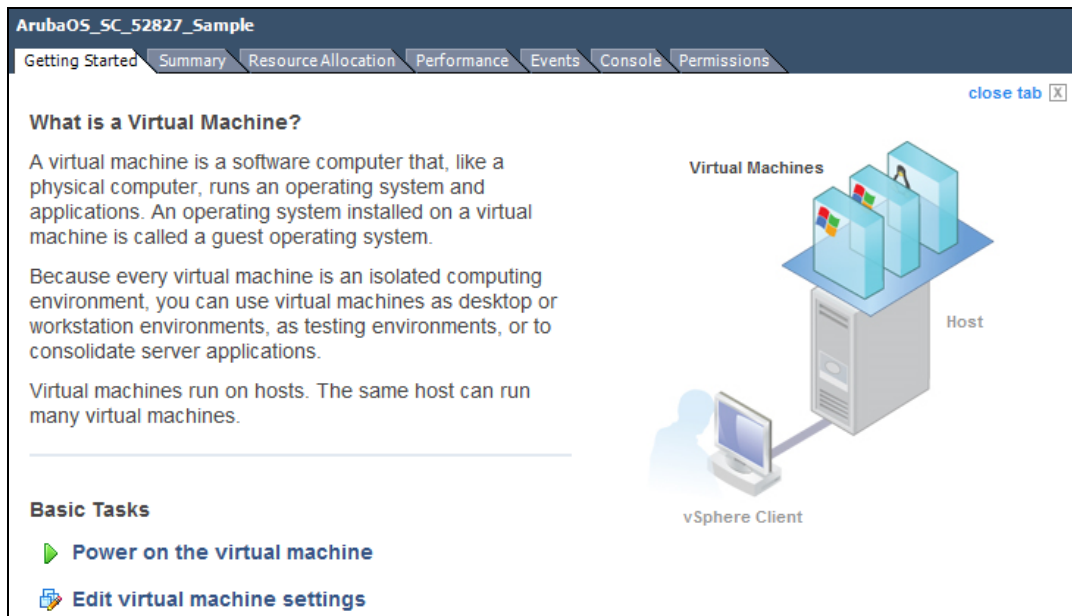 ArubaOS_SC_52827_Sample
Getting Started Summary Resource Allocation Performance Events Console Permissions
close tab X
What is a Virtual Machine?
A virtual machine is a software computer that, like a
physical computer, runs an operating system and
applications. An operating system installed on a virtual
machine is called a guest operating system.
Because every virtual machine is an isolated computing
environment, you can use virtual machines as desktop or
workstation environments, as testing environments, or to
consolidate server applications.
Virtual machines run on hosts. The same host can run
many virtual machines.
Virtual Machines
Host
vSphere Client
Basic Tasks
Power on the virtual machine
Edit virtual machine settings